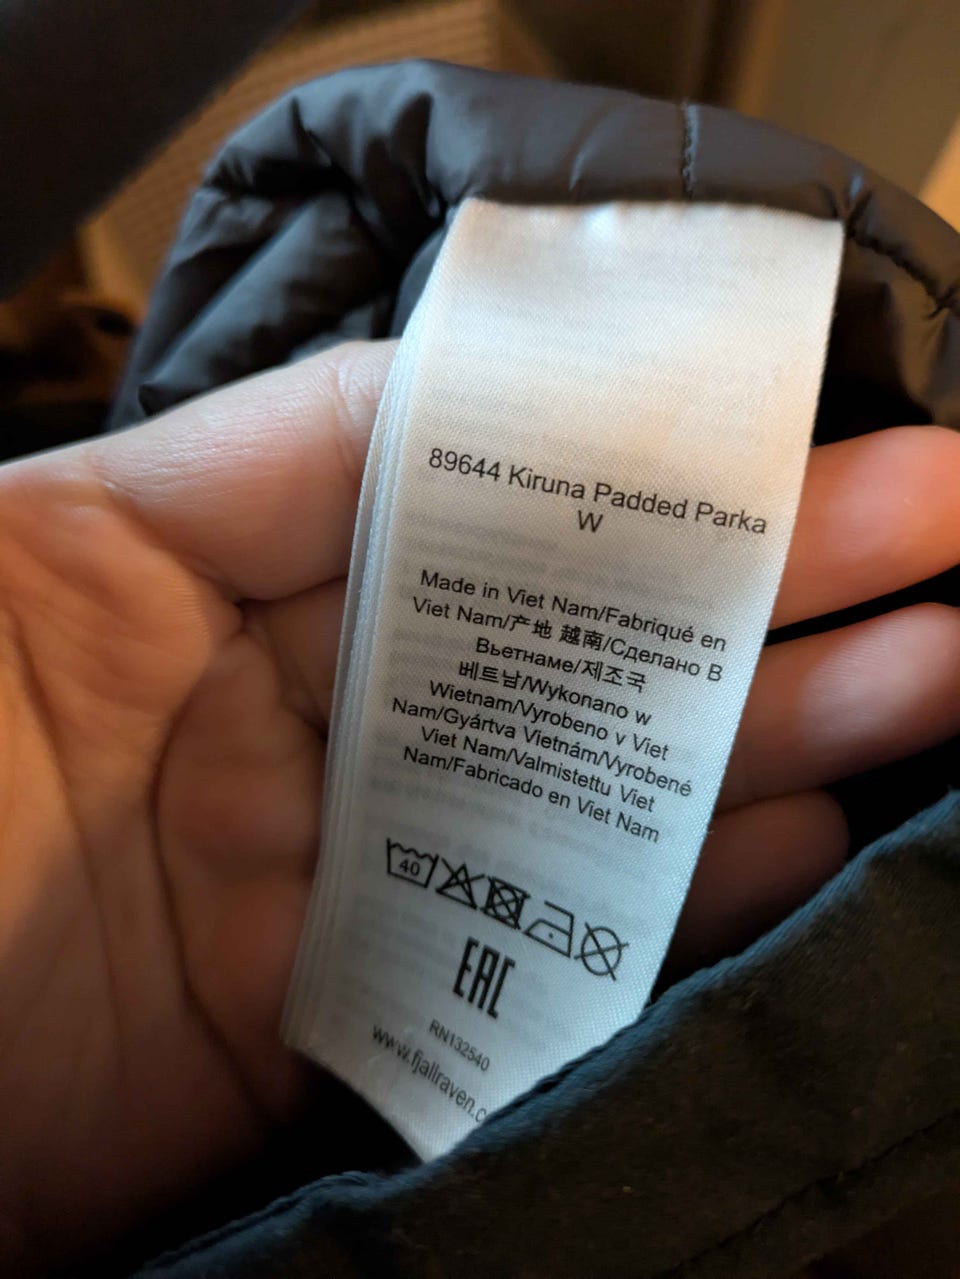 89644 Kiruna Padded Parka
W
Made in Viet Nam/Fabriqué en
Viet Nam/产地 越南/Сделано В
Вьетнаме/제조국
베트남/Wykonano w
Wietnam/Vyrobeno v Viet
Nam/Gyártva Vietnám/Vyrobené
Viet Nam/Valmistettu Viet
Nam/Fabricado en Viet Nam
40
EAC
RN132540
www.fjallraven.c